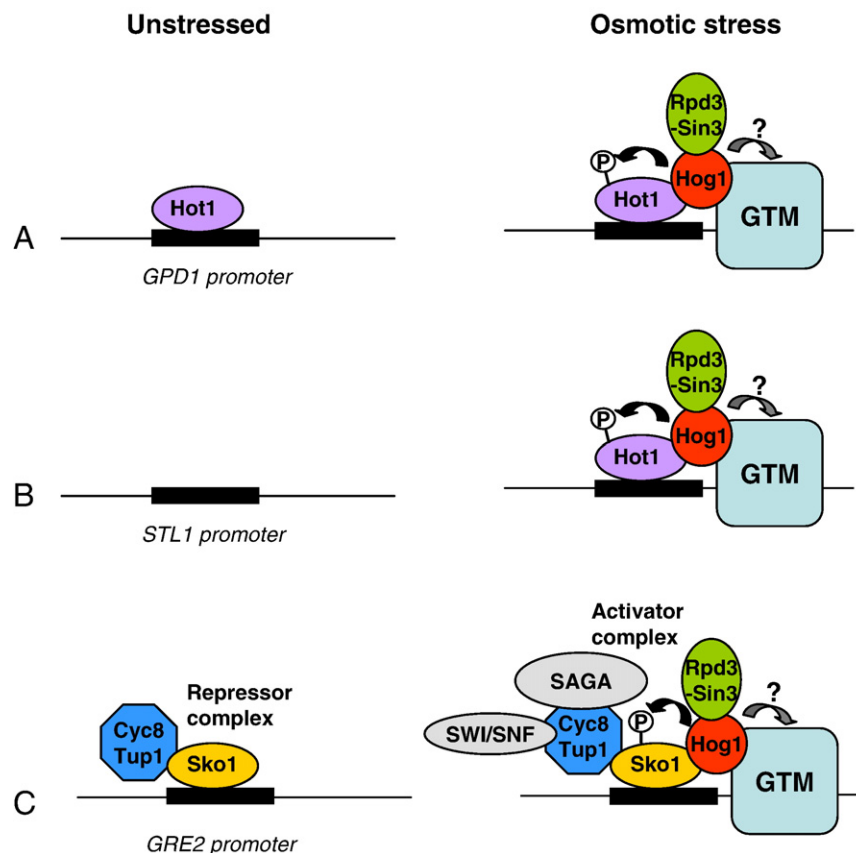 Unstressed
Osmotic stress
A
Hot1
GPD1 promoter
Rpd3
-Sin3
?
P
Hot1
Hog1
GTM
B
STL1 promoter
Rpd3
-Sin3
?
P
Hot1
Hog1
GTM
C
Repressor
complex
Cyc8
Tup1
Sko1
GRE2 promoter
Activator
complex
SAGA
SWI/SNF
Cyc8
Tup1
P
Sko1
Rpd3
-Sin3
?
Hog1
GTM